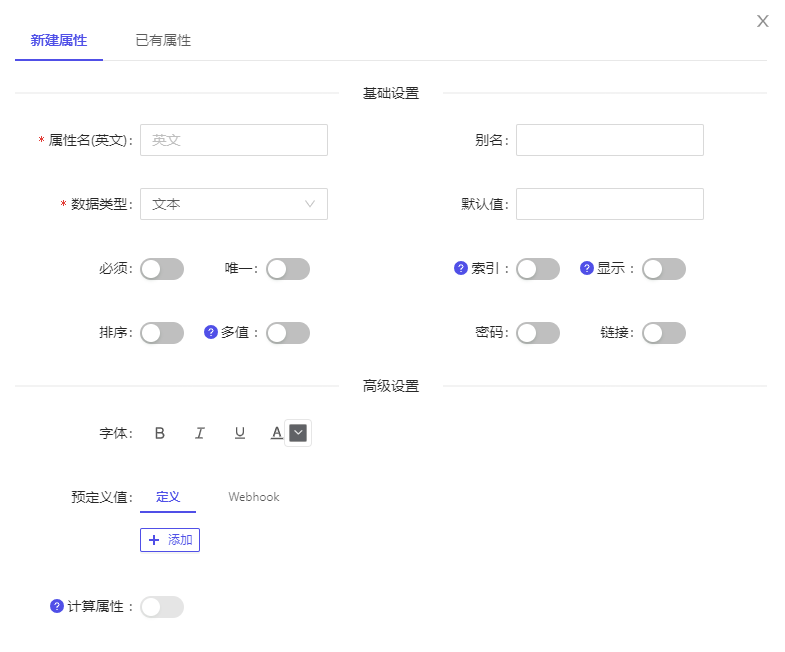 X
新建属性 已有属性
基础设置
* 属性名(英文): 英文 别名:
* 数据类型: 文本 默认值:
必须: 唯一: ? 索引 : ? 显示 :
排序: ? 多值 : 密码: 链接:
高级设置
字体: B I U A
预定义值: 定义 Webhook
+ 添加
? 计算属性 :